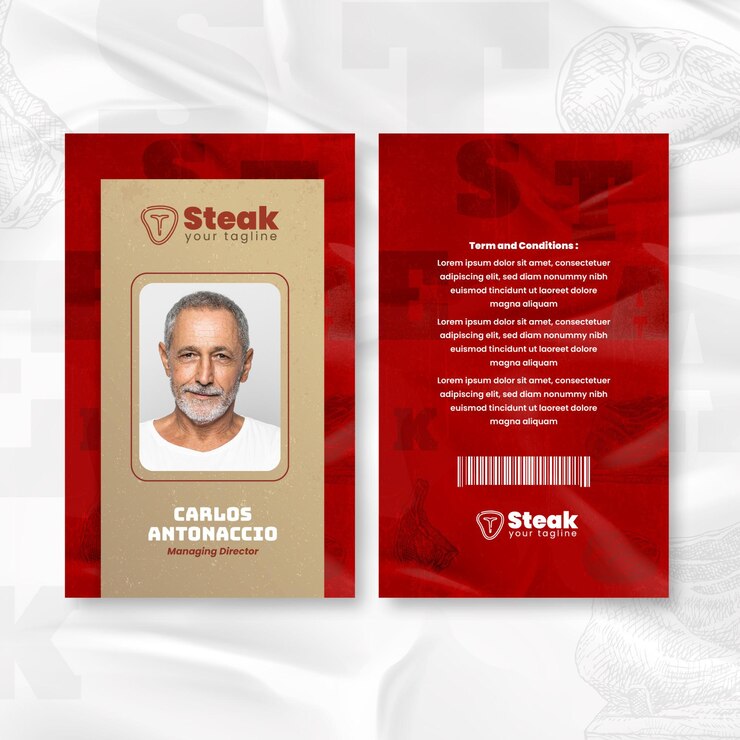 Steak
your tagline
CARLOS
ANTONACCIO
Managing Director
S T
E A
K
Term and Conditions :
Lorem ipsum dolor sit amet, consectetuer
adipiscing elit, sed diam nonummy nibh
euismod tincidunt ut laoreet dolore
magna aliquam
Lorem ipsum dolor sit amet, consectetuer
adipiscing elit, sed diam nonummy nibh
euismod tincidunt ut laoreet dolore
magna aliquam
Lorem ipsum dolor sit amet, consectetuer
adipiscing elit, sed diam nonummy nibh
euismod tincidunt ut laoreet dolore
magna aliquam
Steak
your tagline